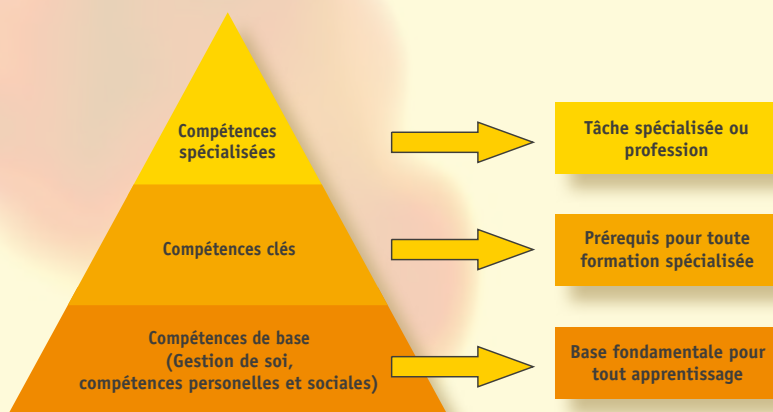 Compétences
spécialisées
Tâche spécialisée ou
profession
Compétences clés
Prérequis pour toute
formation spécialisée
Compétences de base
(Gestion de soi,
compétences personelles et sociales)
Base fondamentale pour
tout apprentissage